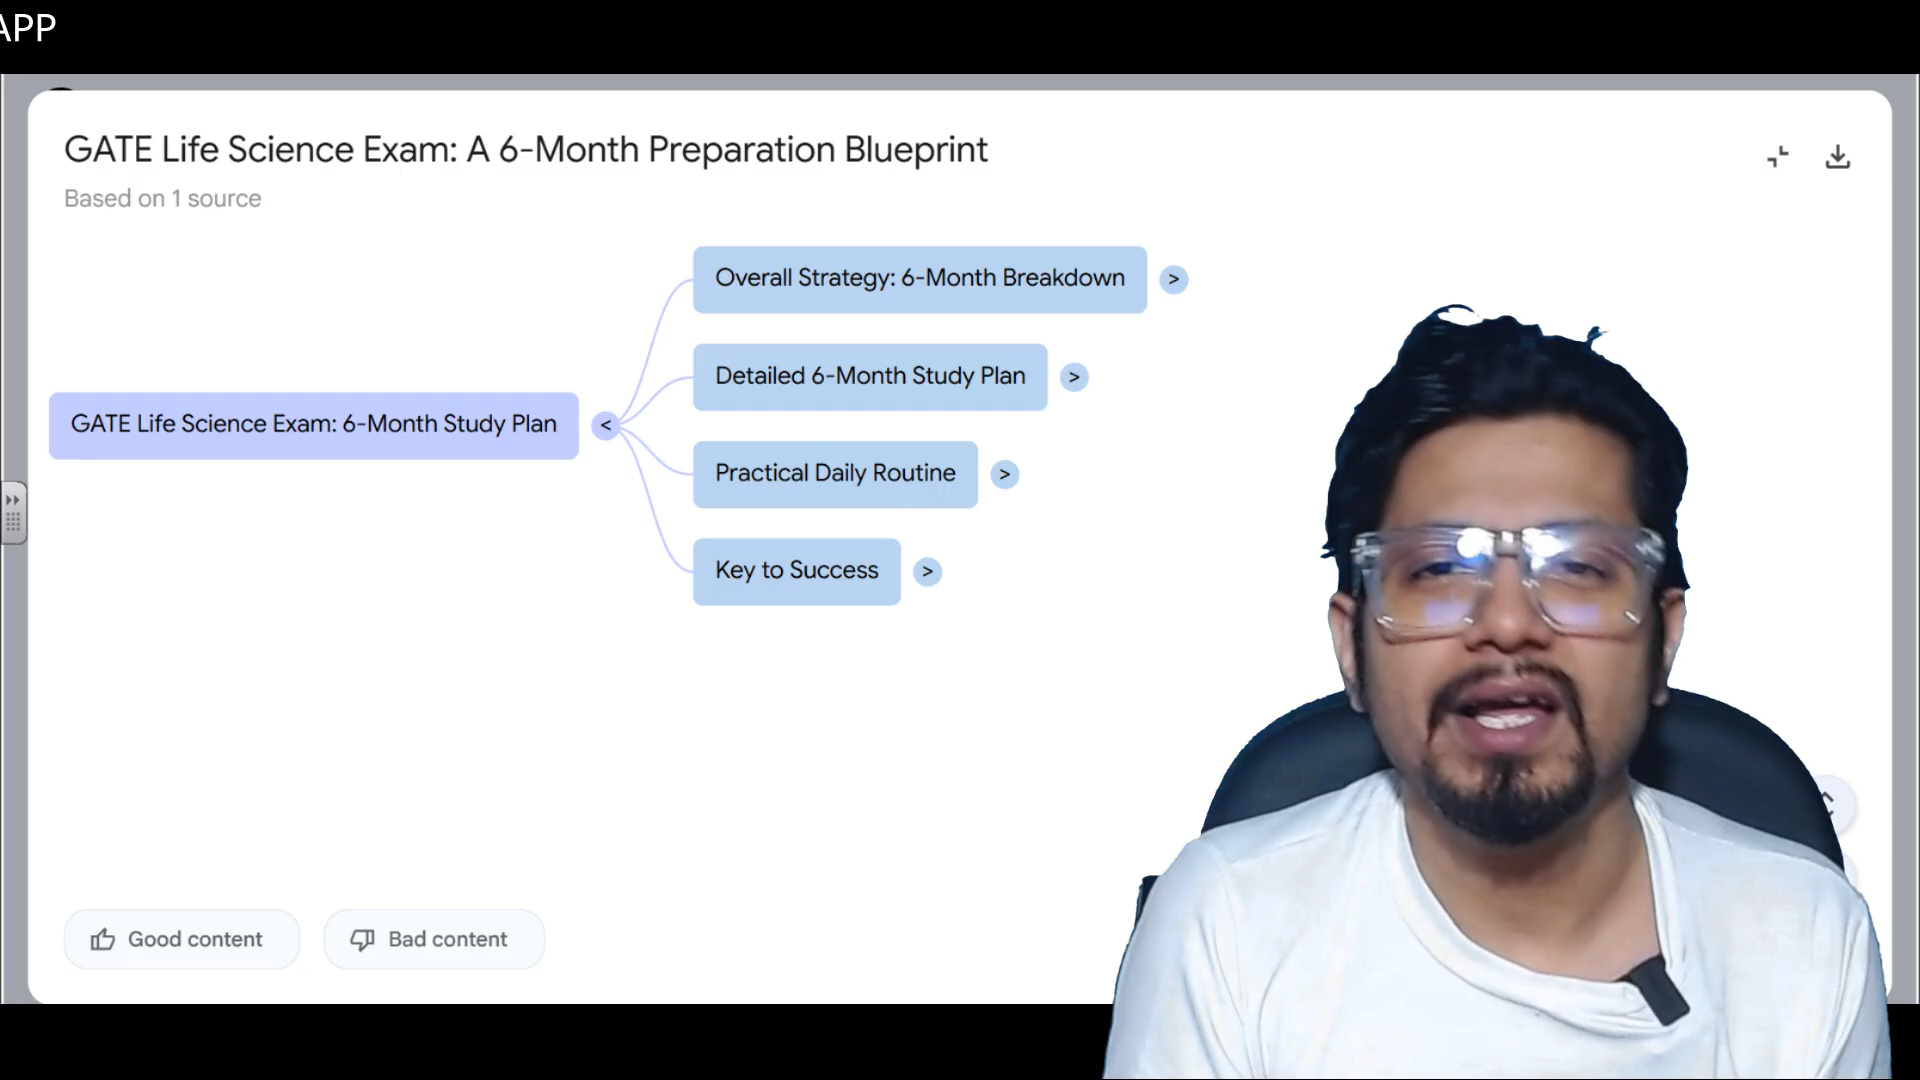 APP
GATE Life Science Exam: A 6-Month Preparation Blueprint
Based on 1 source
Overall Strategy: 6-Month Breakdown >
Detailed 6-Month Study Plan >
GATE Life Science Exam: 6-Month Study Plan <
Practical Daily Routine >
Key to Success >
Good content
Bad content